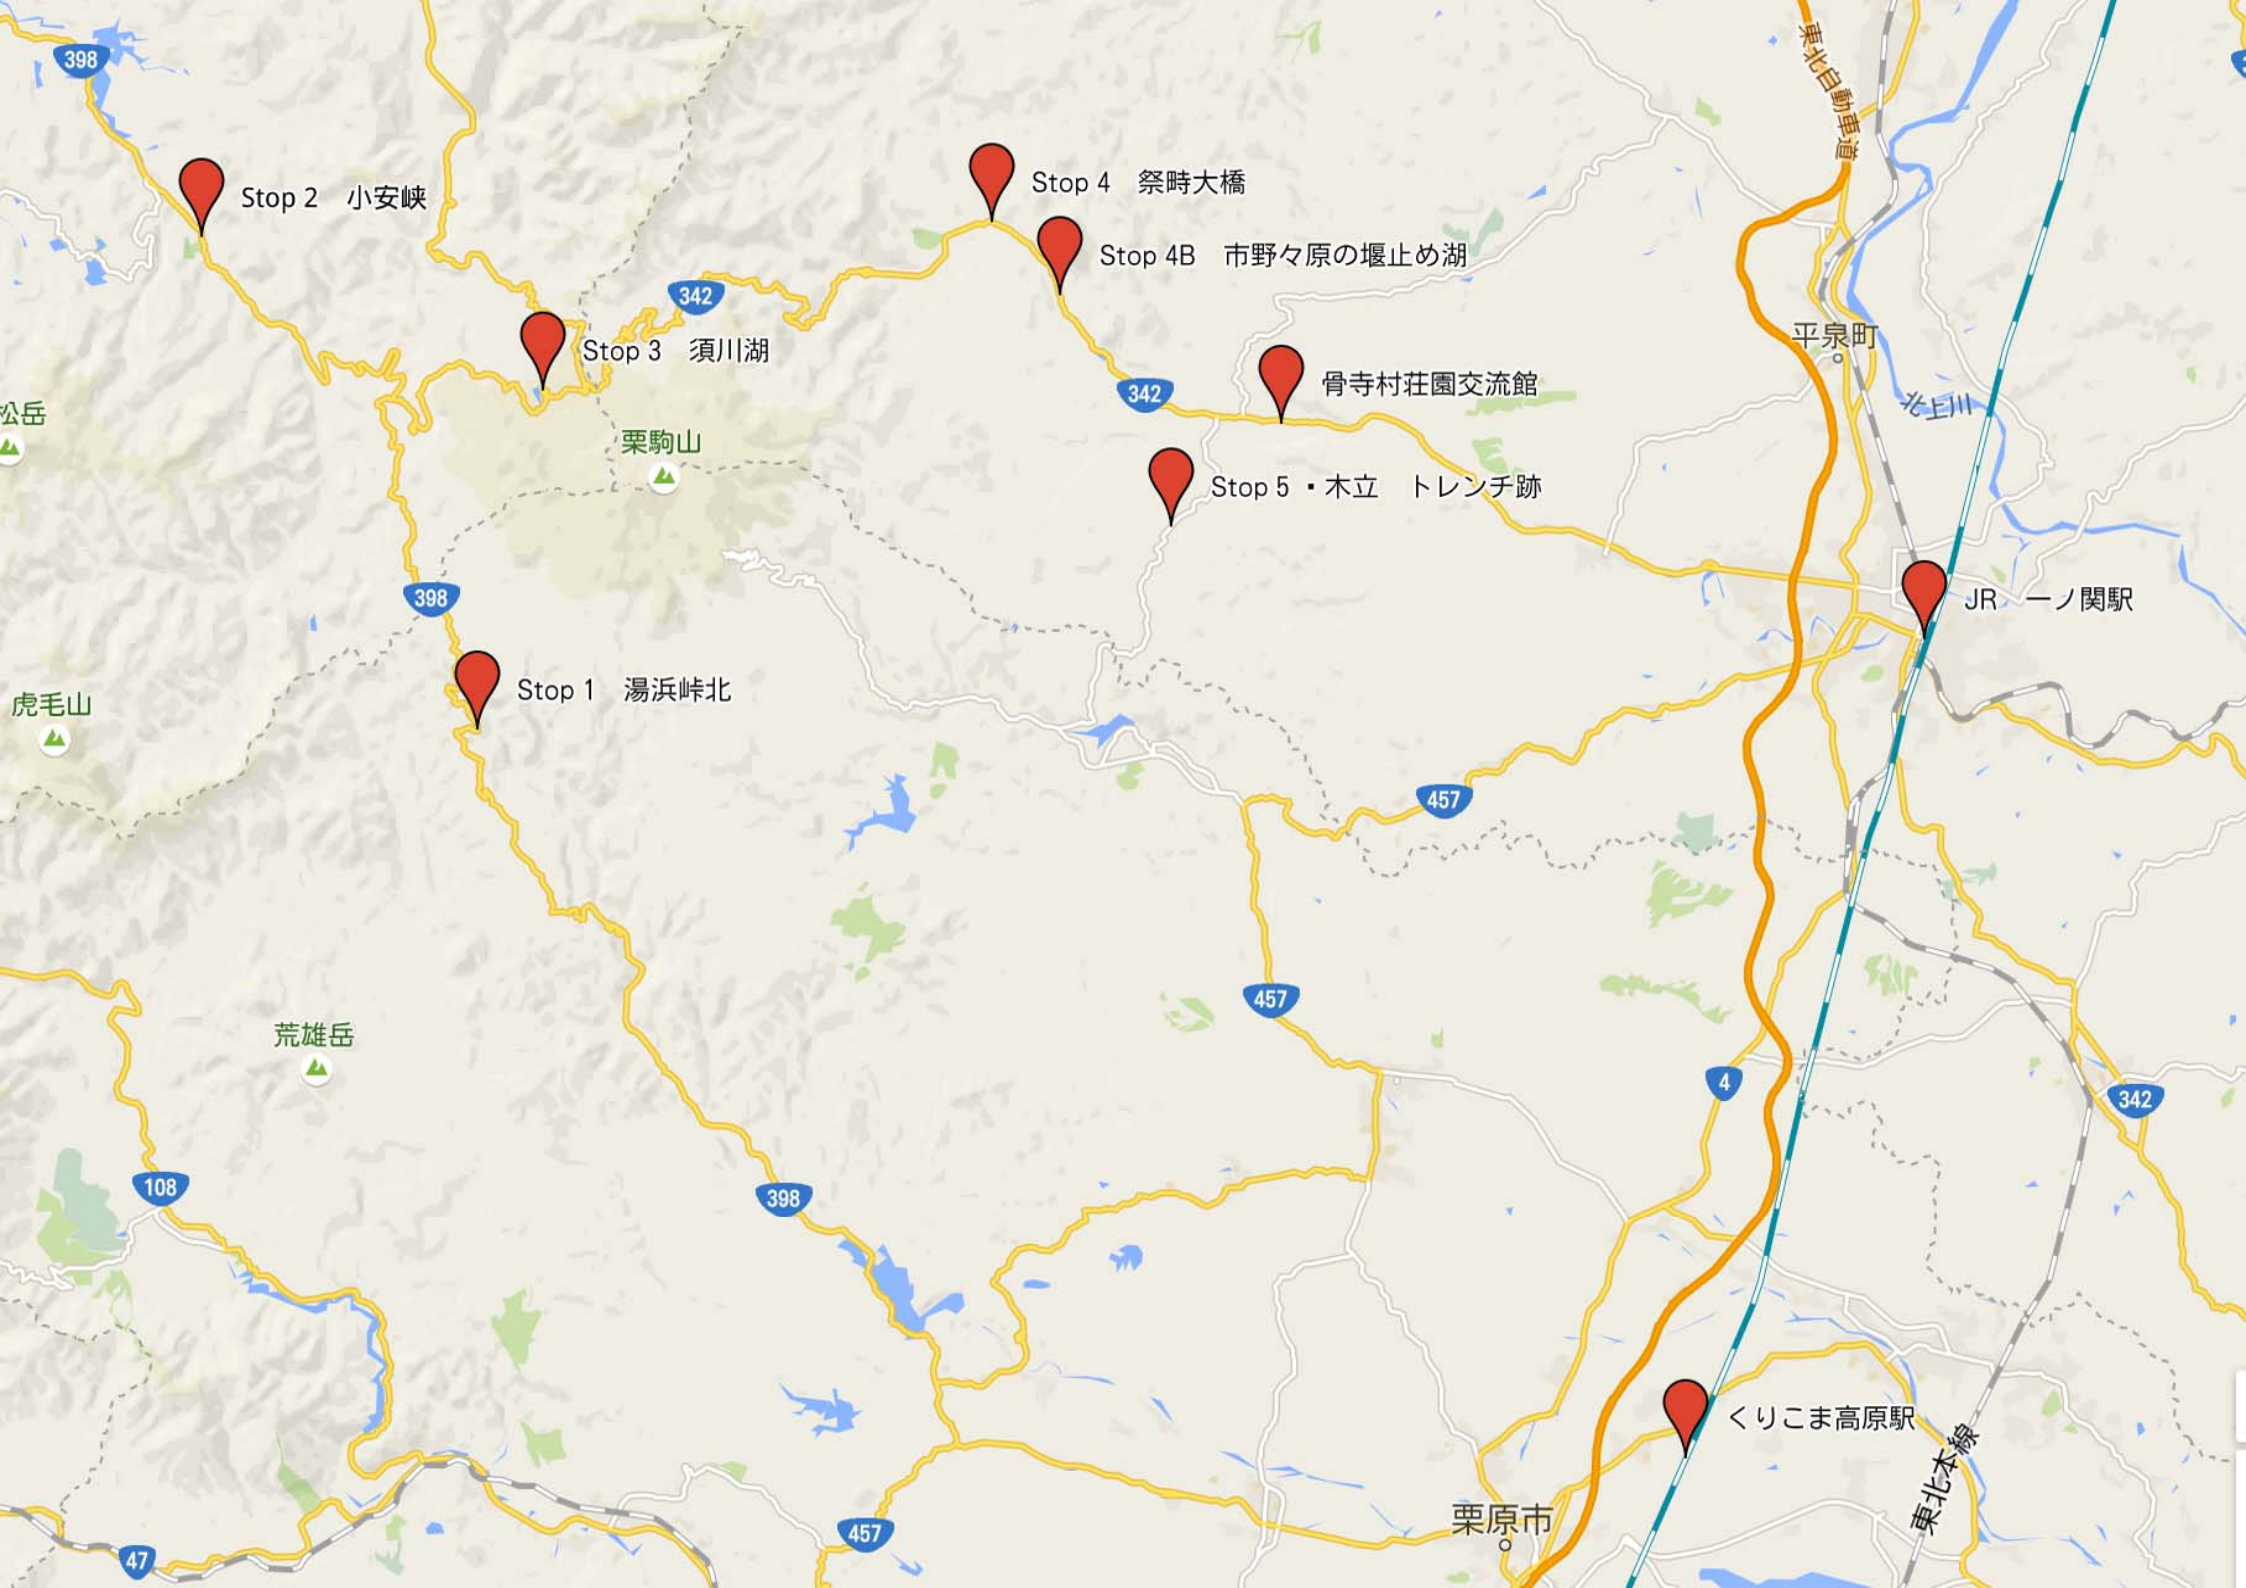 東北自動車道
398
Stop 2　小安峡
Stop 4　祭畤大橋
Stop 4B　市野々原の堰止め湖
342
平泉町
Stop 3　須川湖
342
骨寺村荘園交流館
北上川
松岳
栗駒山
Stop 5 ・木立　トレンチ跡
398
JR　一ノ関駅
Stop 1　湯浜峠北
虎毛山
457
457
荒雄岳
4
342
108
398
くりこま高原駅
東北本線
栗原市
457
47